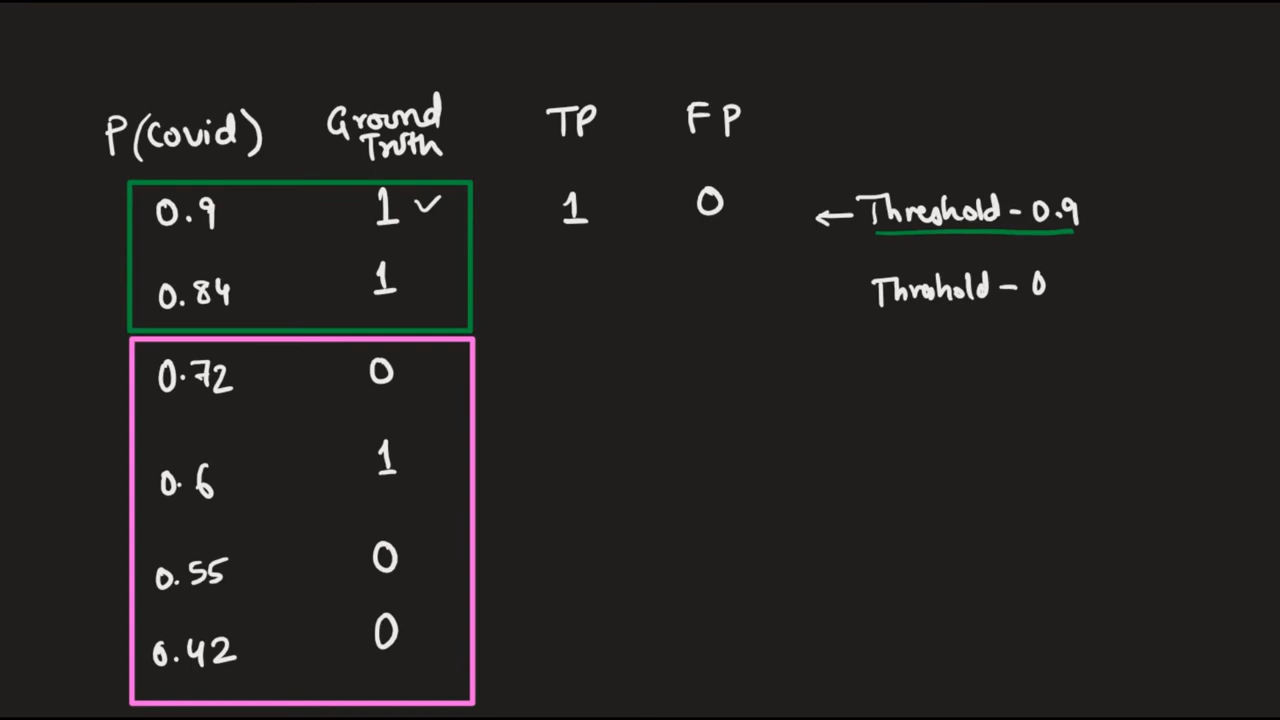 P(Covid) Ground Truth TP FP
0.9 1 ✓ 1 0 ← Threshold - 0.9
0.84 1 Threshold - 0
0.72 0
0.6 1
0.55 0
0.42 0